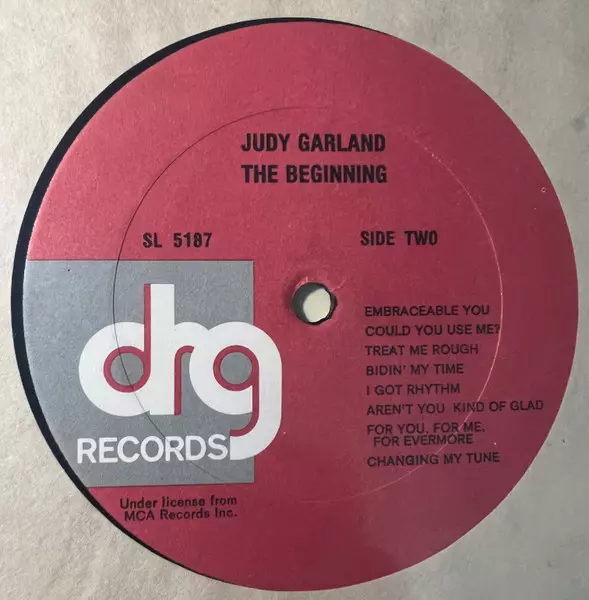 JUDY GARLAND
THE BEGINNING
SL 5187
SIDE TWO
EMBRACEABLE YOU
COULD YOU USE ME?
TREAT ME ROUGH
BIDIN' MY TIME
I GOT RHYTHM
AREN'T YOU KIND OF GLAD
FOR YOU, FOR ME,
FOR EVERMORE
CHANGING MY TUNE
drg
RECORDS
Under license from
MCA Records Inc.